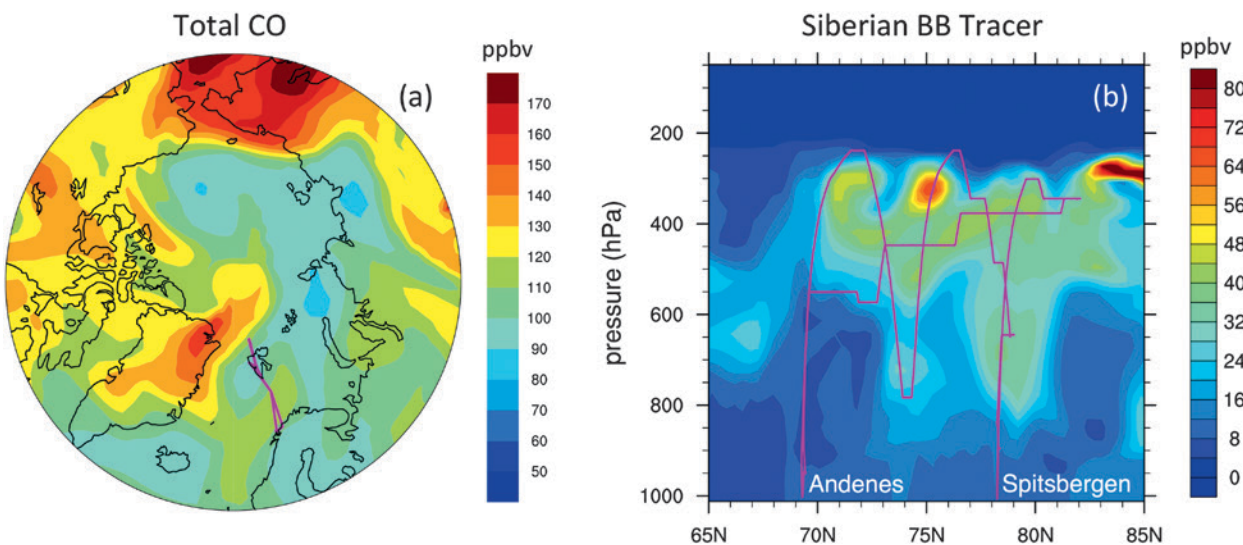 Total CO
ppbv
(a)
170
160
150
140
130
120
110
100
90
80
70
60
50
Siberian BB Tracer
ppbv
(b)
pressure (hPa)
200
400
600
800
1000
Andenes
Spitsbergen
65N 70N 75N 80N 85N
80
72
64
56
48
40
32
24
16
8
0